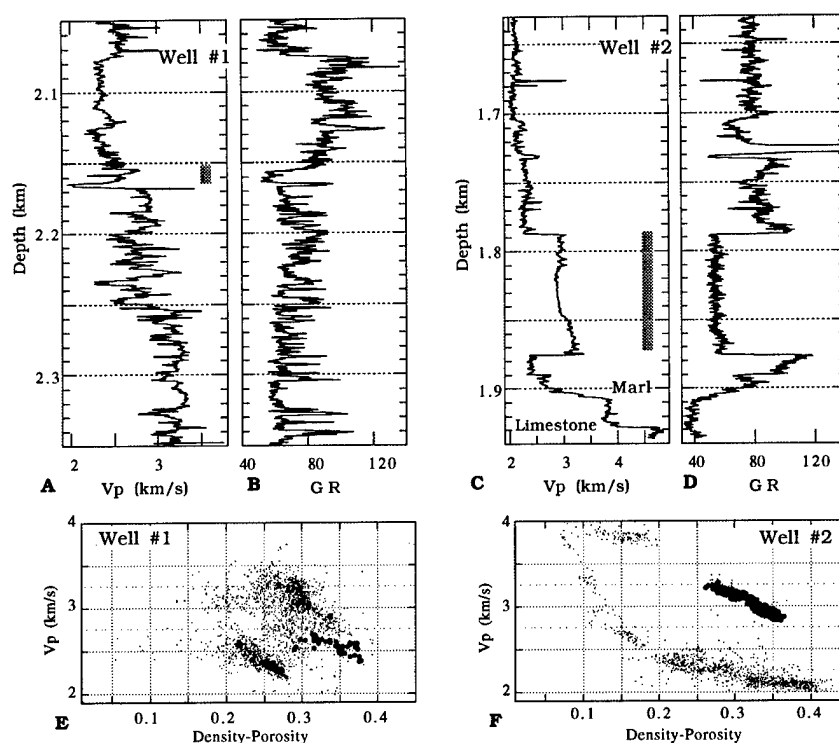 Well #1
Well #2
Depth (km)
2.1
2.2
2.3
Depth (km)
1.7
1.8
1.9
Marl
Limestone
2 3
40 80 120
2 3 4
40 80 120
A Vp (km/s)
B GR
C Vp (km/s)
D GR
Well #1
Vp (km/s)
4
3
2
0.1 0.2 0.3 0.4
E Density-Porosity
Well #2
Vp (km/s)
4
3
2
0.1 0.2 0.3 0.4
F Density-Porosity